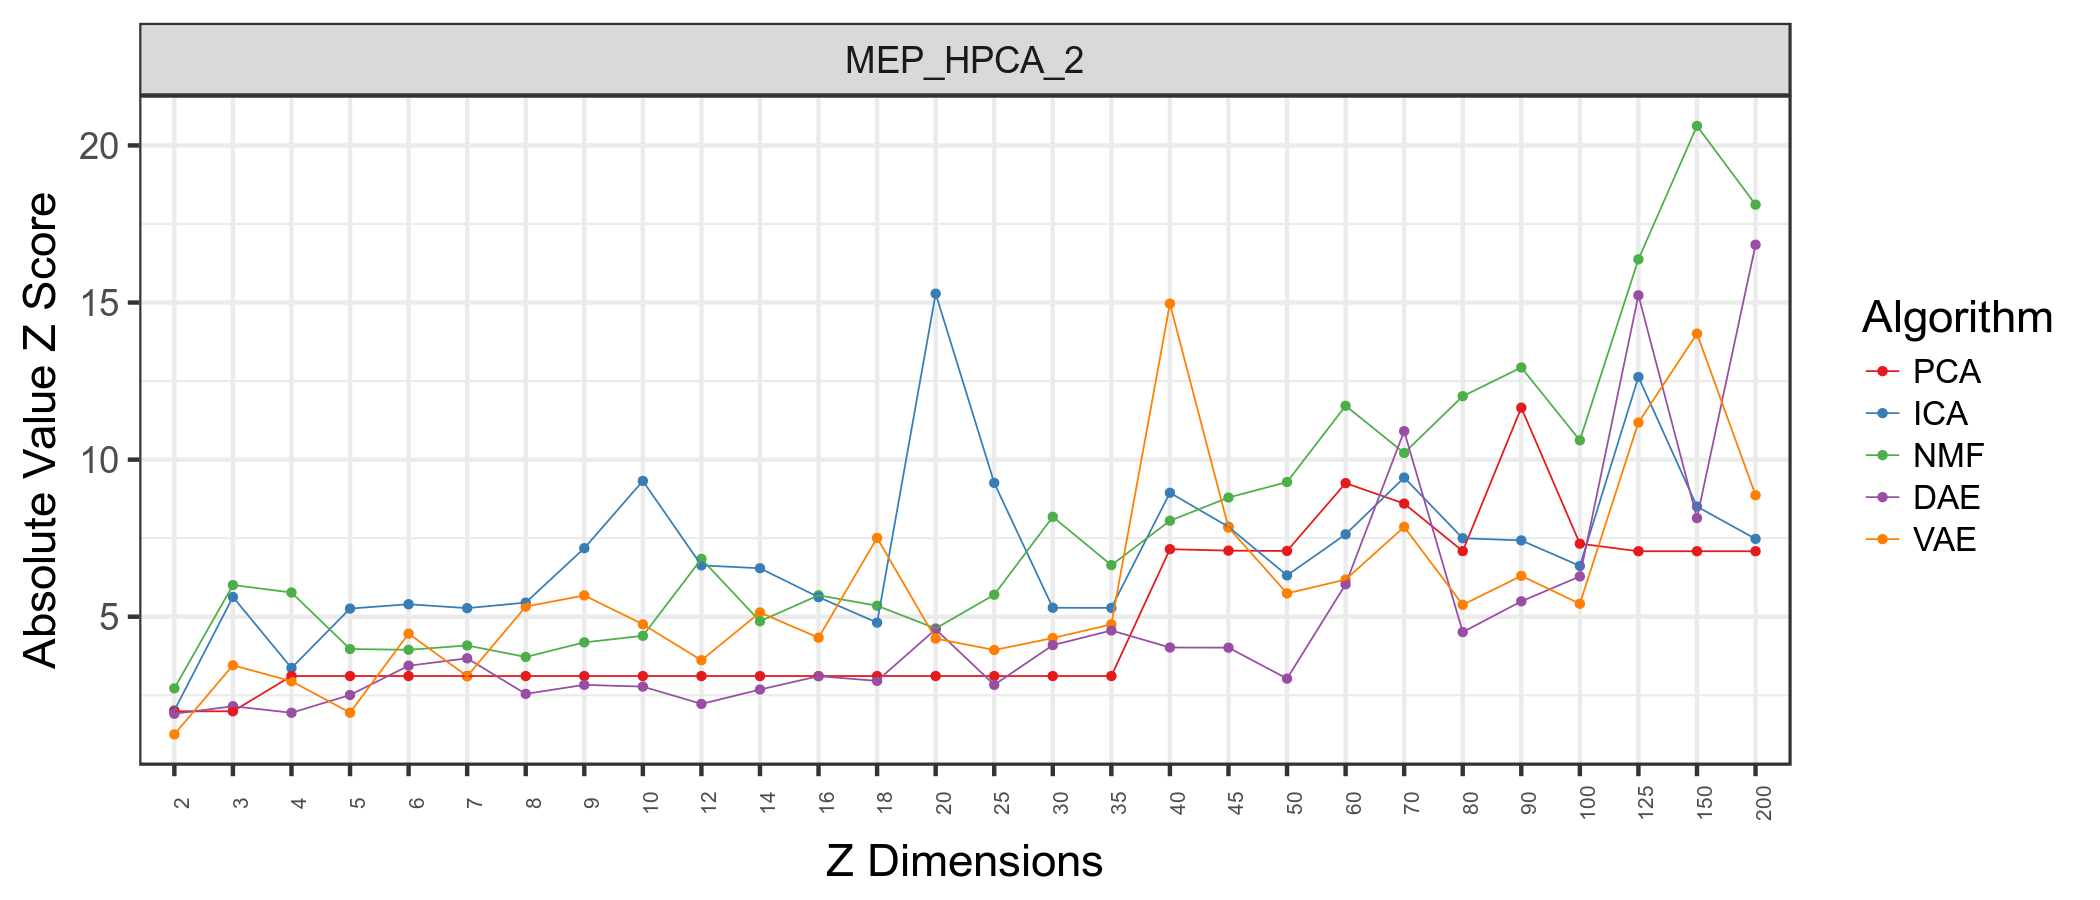 MEP_HPCA_2
Absolute Value Z Score
20
15
10
5
2 3 4 5 6 7 8 9 10 12 14 16 18 20 25 30 35 40 45 50 60 70 80 90 100 125 150 200
Z Dimensions
Algorithm
PCA
ICA
NMF
DAE
VAE